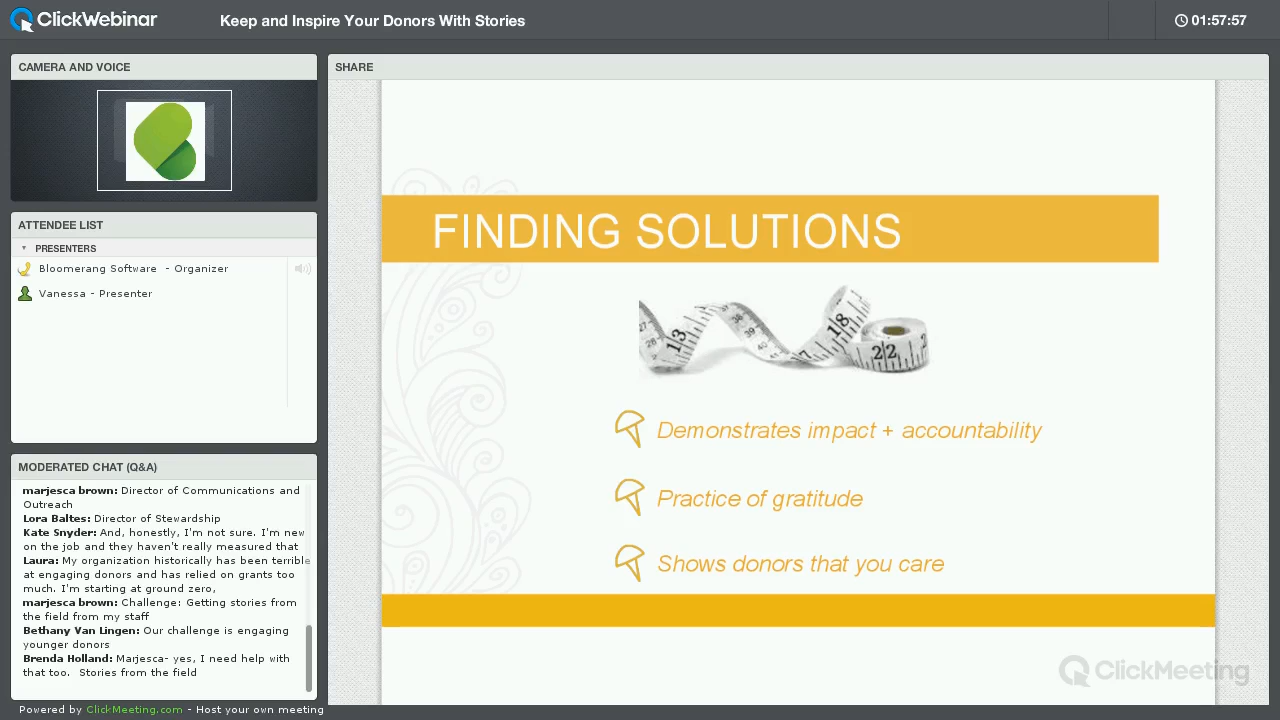 ClickWebinar
Keep and Inspire Your Donors With Stories
01:57:57
CAMERA AND VOICE
SHARE
ATTENDEE LIST
PRESENTERS
Bloomerang Software - Organizer
Vanessa - Presenter
MODERATED CHAT (Q&A)
marjesca brown: Director of Communications and
Outreach
Lora Baltes: Director of Stewardship
Kate Snyder: And, honestly, I'm not sure. I'm new
on the job and they haven't really measured that
Laura: My organization historically has been terrible
at engaging donors and has relied on grants too
much. I'm starting at ground zero,
marjesca brown: Challenge: Getting stories from
the field from my staff
Bethany Van Lingen: Our challenge is engaging
younger donors
Brenda Holland: Marjesca- yes, I need help with
that too. Stories from the field
Powered by ClickMeeting.com - Host your own meeting
FINDING SOLUTIONS
13
18
22
Demonstrates impact + accountability
Practice of gratitude
Shows donors that you care
ClickMeeting